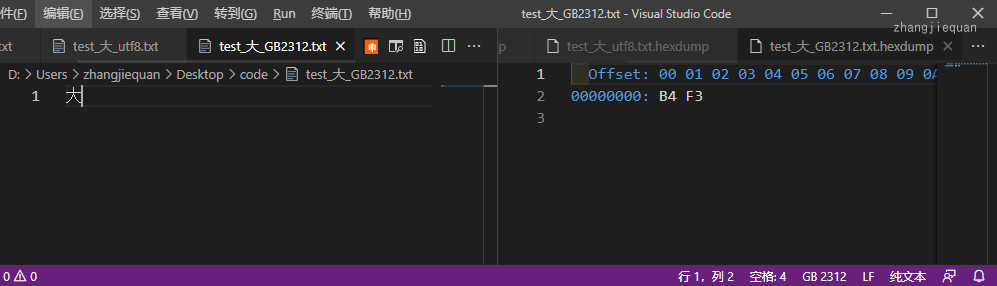 件(F) 编辑(E) 选择(S) 查看(V) 转到(G) Run 终端(T) 帮助(H) test_大_GB2312.txt - Visual Studio Code
zhangjiequan
txt test_大_utf8.txt test_大_GB2312.txt p test_大_utf8.txt.hexdump test_大_GB2312.txt.hexdump
D: > Users > zhangjiequan > Desktop > code > test_大_GB2312.txt
1 大
1 Offset: 00 01 02 03 04 05 06 07 08 09 0A
2 00000000: B4 F3
3
0 0 行 1，列 2 空格: 4 GB 2312 LF 纯文本